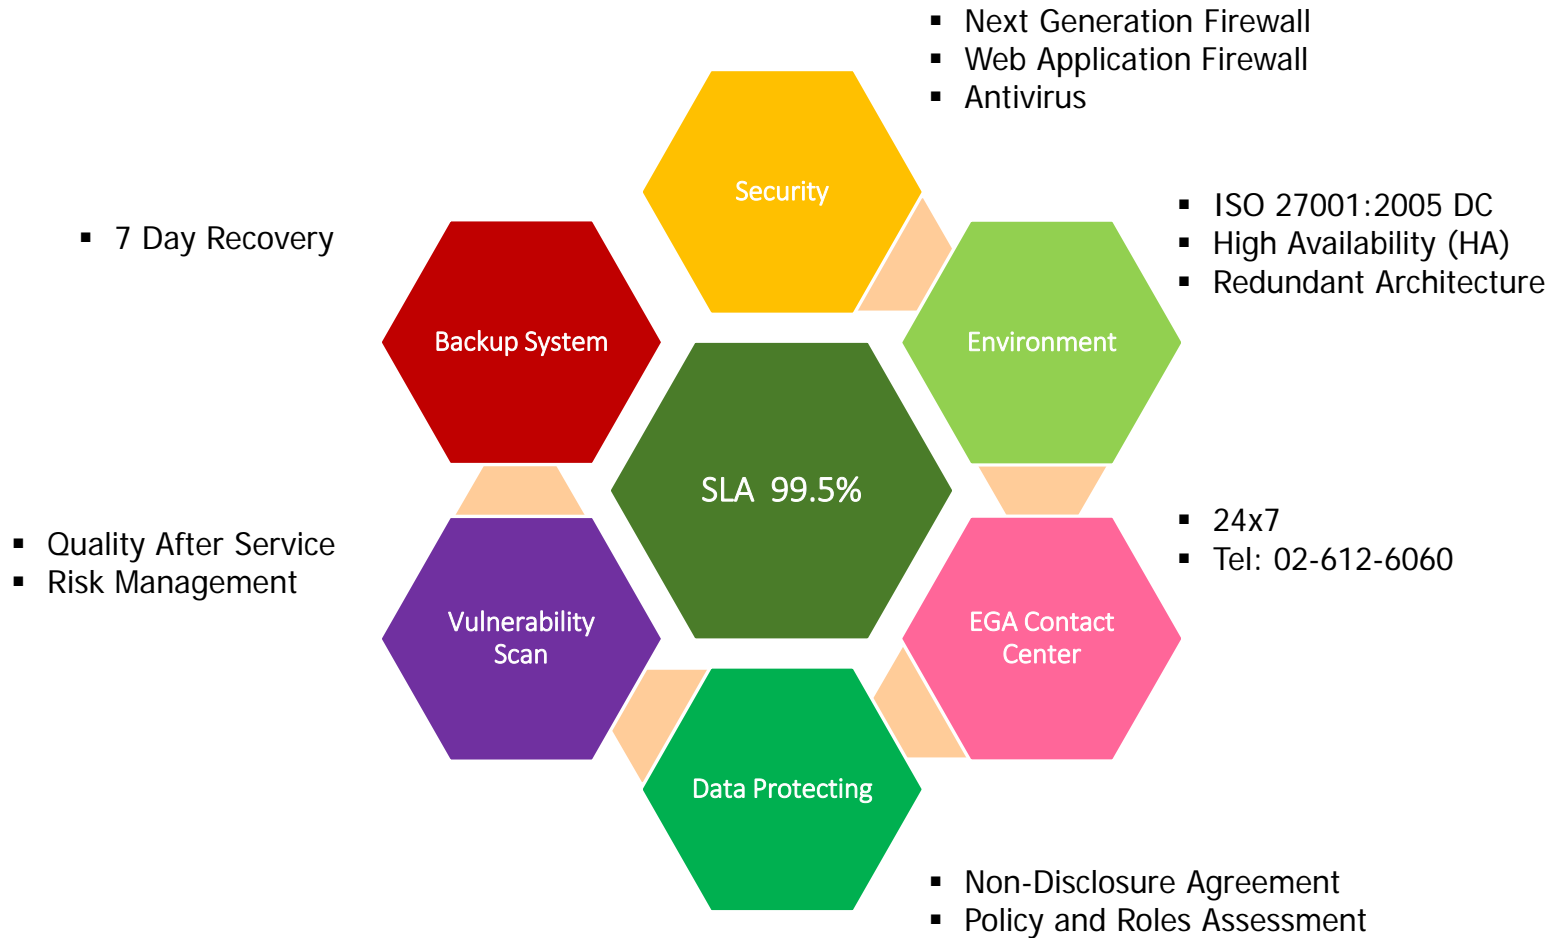 ▪ Next Generation Firewall
▪ Web Application Firewall
▪ Antivirus
Security
▪ ISO 27001:2005 DC
▪ High Availability (HA)
▪ Redundant Architecture
▪ 7 Day Recovery
Backup System
Environment
SLA 99.5%
▪ 24x7
▪ Tel: 02-612-6060
▪ Quality After Service
▪ Risk Management
Vulnerability
Scan
EGA Contact
Center
Data Protecting
▪ Non-Disclosure Agreement
▪ Policy and Roles Assessment